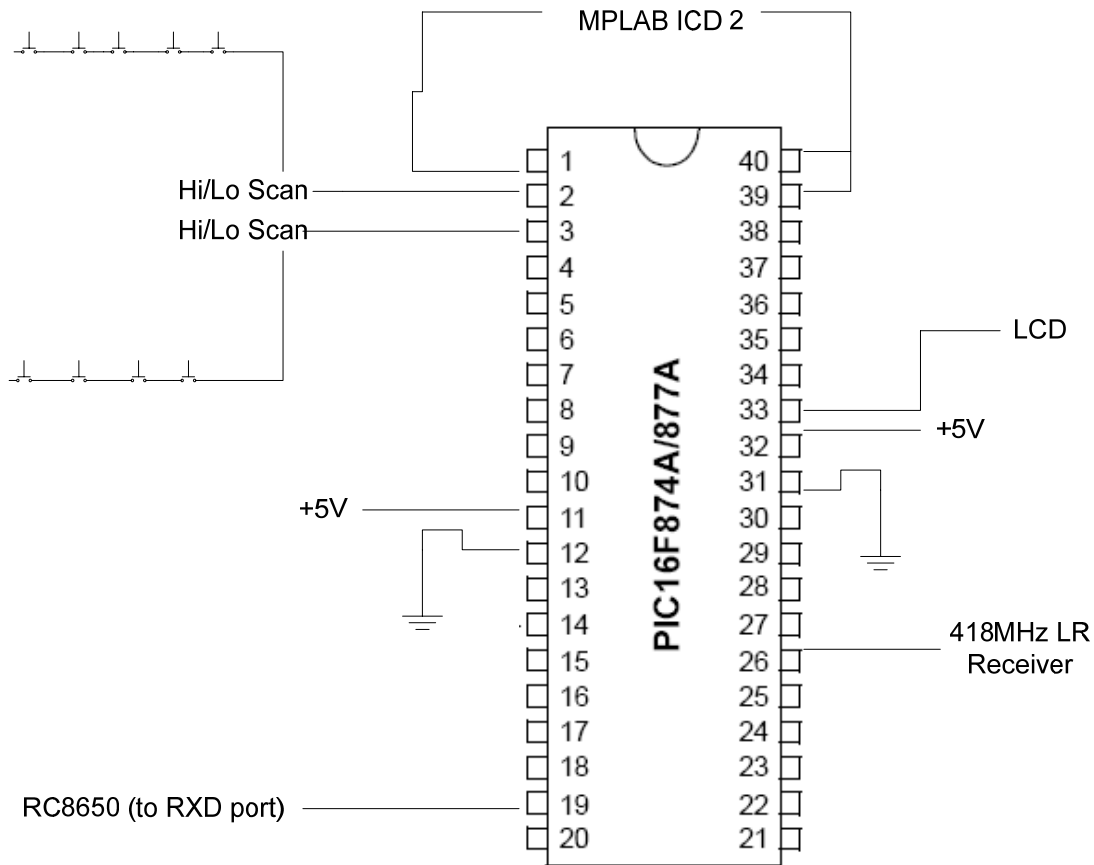 MPLAB ICD 2
1 40
Hi/Lo Scan 2 39
Hi/Lo Scan 3 38
4 37
5 36
6 35
LCD
7 34
8 33
+5V
9 32
10 31
+5V
11 30
12 29
13 28
14 27
418MHz LR
Receiver
15 26
16 25
17 24
18 23
RC8650 (to RXD port) 19 22
20 21
PIC16F874A/877A